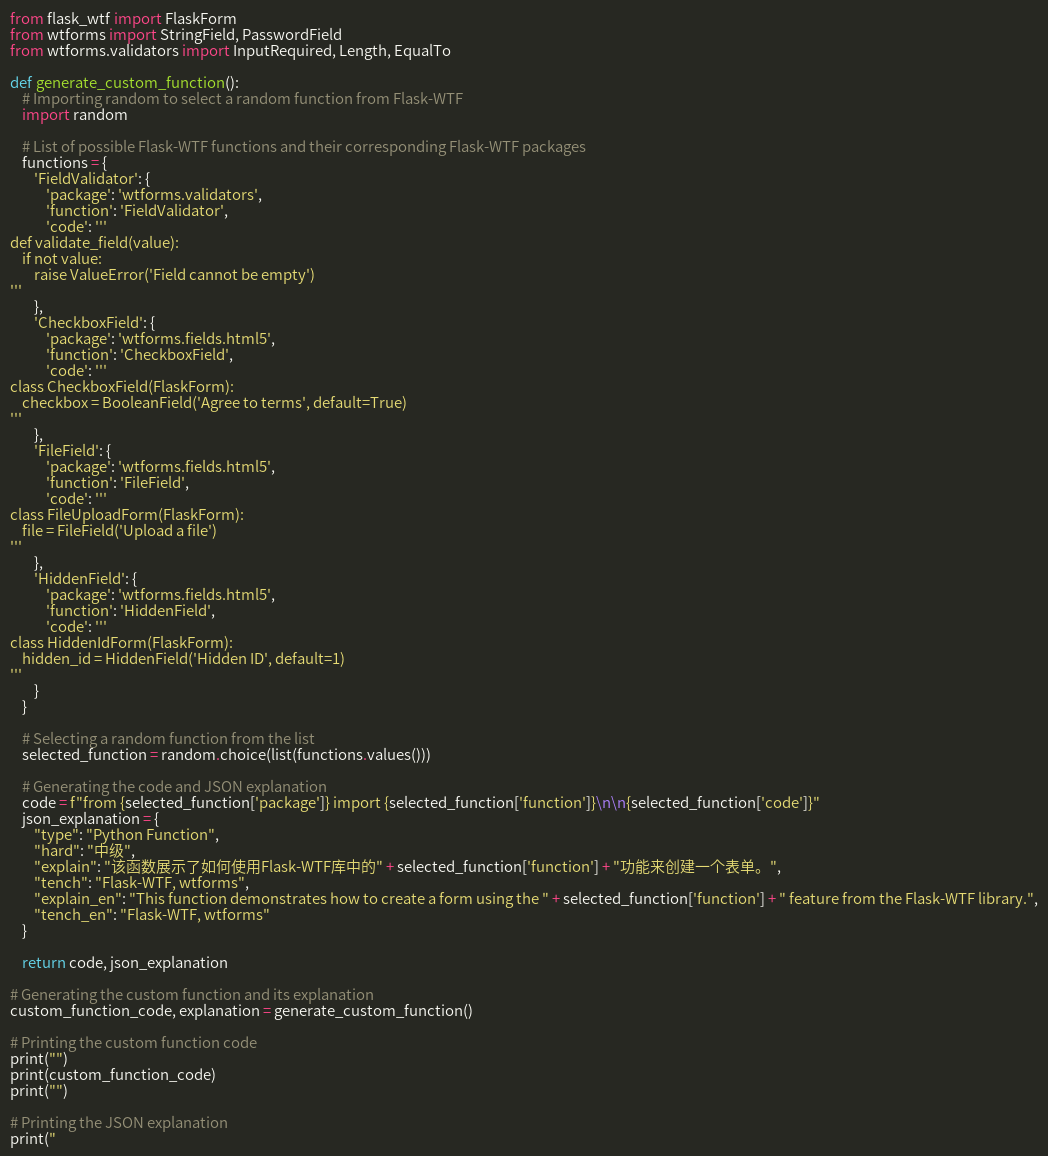 from flask_wtf import FlaskForm
from wtforms import StringField, PasswordField
from wtforms.validators import InputRequired, Length, EqualTo

def generate_custom_function():
    # Importing random to select a random function from Flask-WTF
    import random

    # List of possible Flask-WTF functions and their corresponding Flask-WTF packages
    functions = {
        'FieldValidator': {
            'package': 'wtforms.validators',
            'function': 'FieldValidator',
            'code': '''
def validate_field(value):
    if not value:
        raise ValueError('Field cannot be empty')
'''
        },
        'CheckboxField': {
            'package': 'wtforms.fields.html5',
            'function': 'CheckboxField',
            'code': '''
class CheckboxField(FlaskForm):
    checkbox = BooleanField('Agree to terms', default=True)
'''
        },
        'FileField': {
            'package': 'wtforms.fields.html5',
            'function': 'FileField',
            'code': '''
class FileUploadForm(FlaskForm):
    file = FileField('Upload a file')
'''
        },
        'HiddenField': {
            'package': 'wtforms.fields.html5',
            'function': 'HiddenField',
            'code': '''
class HiddenIdForm(FlaskForm):
    hidden_id = HiddenField('Hidden ID', default=1)
'''
        }
    }

    # Selecting a random function from the list
    selected_function = random.choice(list(functions.values()))

    # Generating the code and JSON explanation
    code = f"from {selected_function['package']} import {selected_function['function']}\n\n{selected_function['code']}"
    json_explanation = {
        "type": "Python Function",
        "hard": "中级",
        "explain": "该函数展示了如何使用Flask-WTF库中的" + selected_function['function'] + "功能来创建一个表单。",
        "tench": "Flask-WTF, wtforms",
        "explain_en": "This function demonstrates how to create a form using the " + selected_function['function'] + " feature from the Flask-WTF library.",
        "tench_en": "Flask-WTF, wtforms"
    }

    return code, json_explanation

# Generating the custom function and its explanation
custom_function_code, explanation = generate_custom_function()

# Printing the custom function code
print("")
print(custom_function_code)
print("")

# Printing the JSON explanation
print("